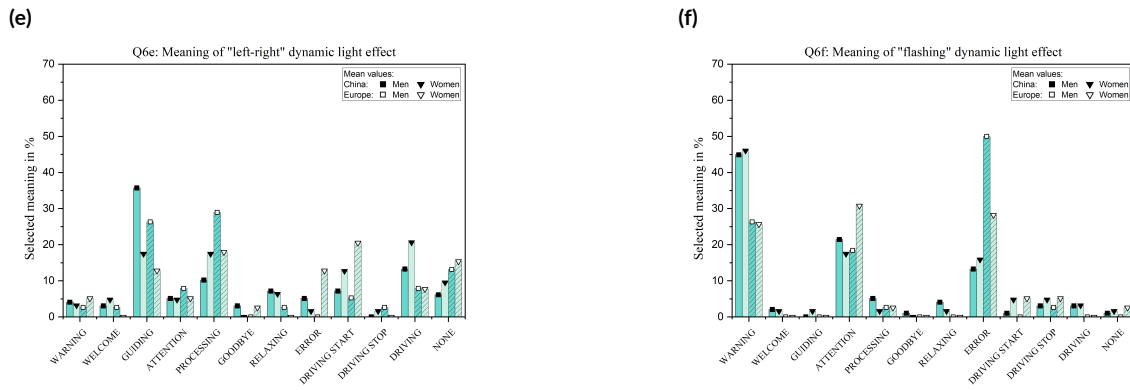 (e)
Q6e: Meaning of "left-right" dynamic light effect
Mean values:
China: Men Women
Europe: Men Women
Selected meaning in %
70
60
50
40
30
20
10
0
WARNING
WELCOME
GUIDING
ATTENTION
PROCESSING
GOODBYE
RELAXING
ERROR
DRIVING START
DRIVING STOP
DRIVING
NONE
(f)
Q6f: Meaning of "flashing" dynamic light effect
Mean values:
China: Men Women
Europe: Men Women
Selected meaning in %
70
60
50
40
30
20
10
0
WARNING
WELCOME
GUIDING
ATTENTION
PROCESSING
GOODBYE
RELAXING
ERROR
DRIVING START
DRIVING STOP
DRIVING
NONE